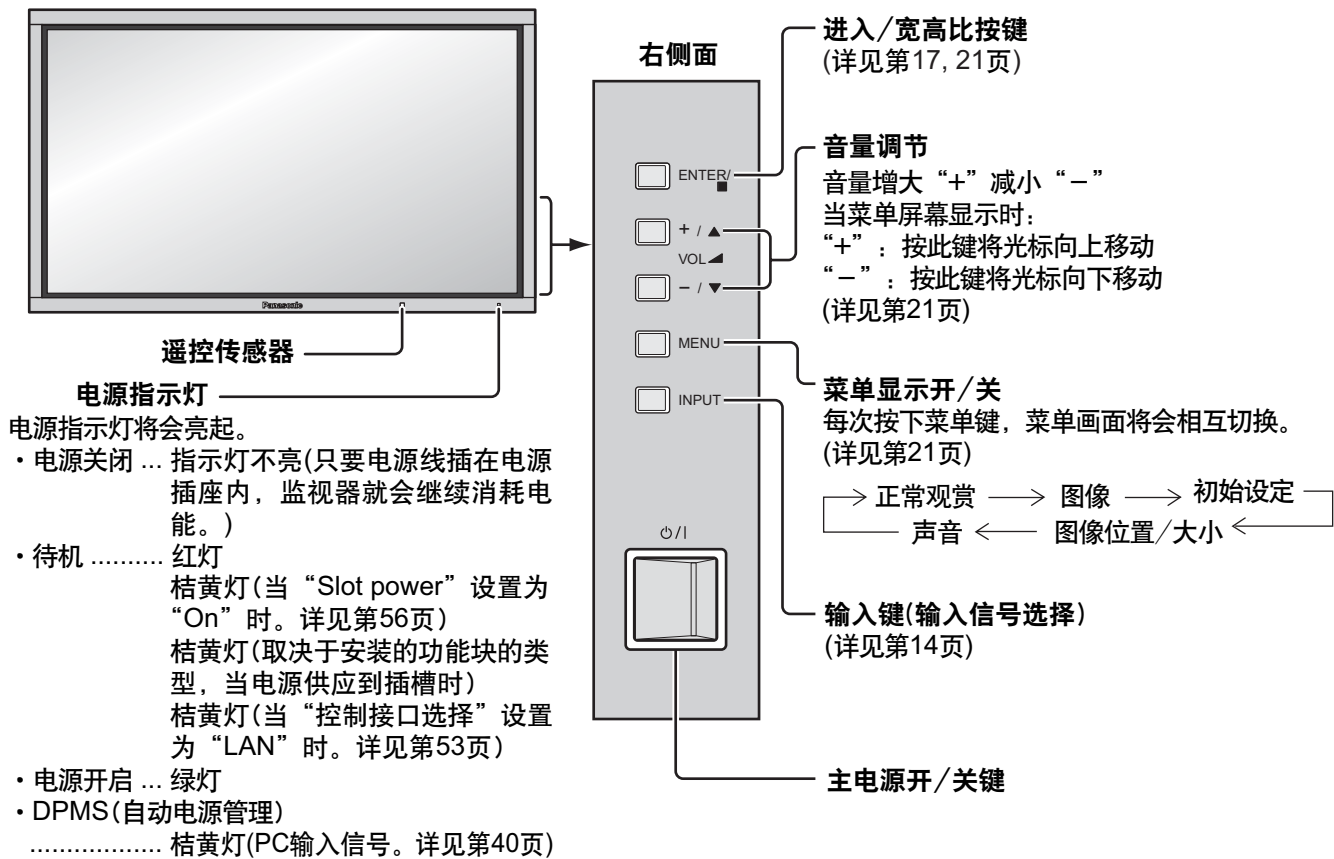 Panasonic
遥控传感器
电源指示灯
电源指示灯将会亮起。
・电源关闭 ... 指示灯不亮(只要电源线插在电源
插座内，监视器就会继续消耗电
能。)
・待机 .......... 红灯
桔黄灯(当“Slot power”设置为
“On”时。详见第56页)
桔黄灯(取决于安装的功能块的类
型，当电源供应到插槽时)
桔黄灯(当“控制接口选择”设置
为“LAN”时。详见第53页)
・电源开启 ... 绿灯
・DPMS(自动电源管理)
.................. 桔黄灯(PC输入信号。详见第40页)
右侧面
ENTER/
+ / ▲
VOL
− / ▼
MENU
INPUT
⏻/I
进入/宽高比按键
(详见第17, 21页)
音量调节
音量增大“+”减小“−”
当菜单屏幕显示时：
“+”：按此键将光标向上移动
“−”：按此键将光标向下移动
(详见第21页)
菜单显示开/关
每次按下菜单键，菜单画面将会相互切换。
(详见第21页)
正常观赏 → 图像 → 初始设定
声音 ← 图像位置/大小 ←
输入键(输入信号选择)
(详见第14页)
主电源开/关键